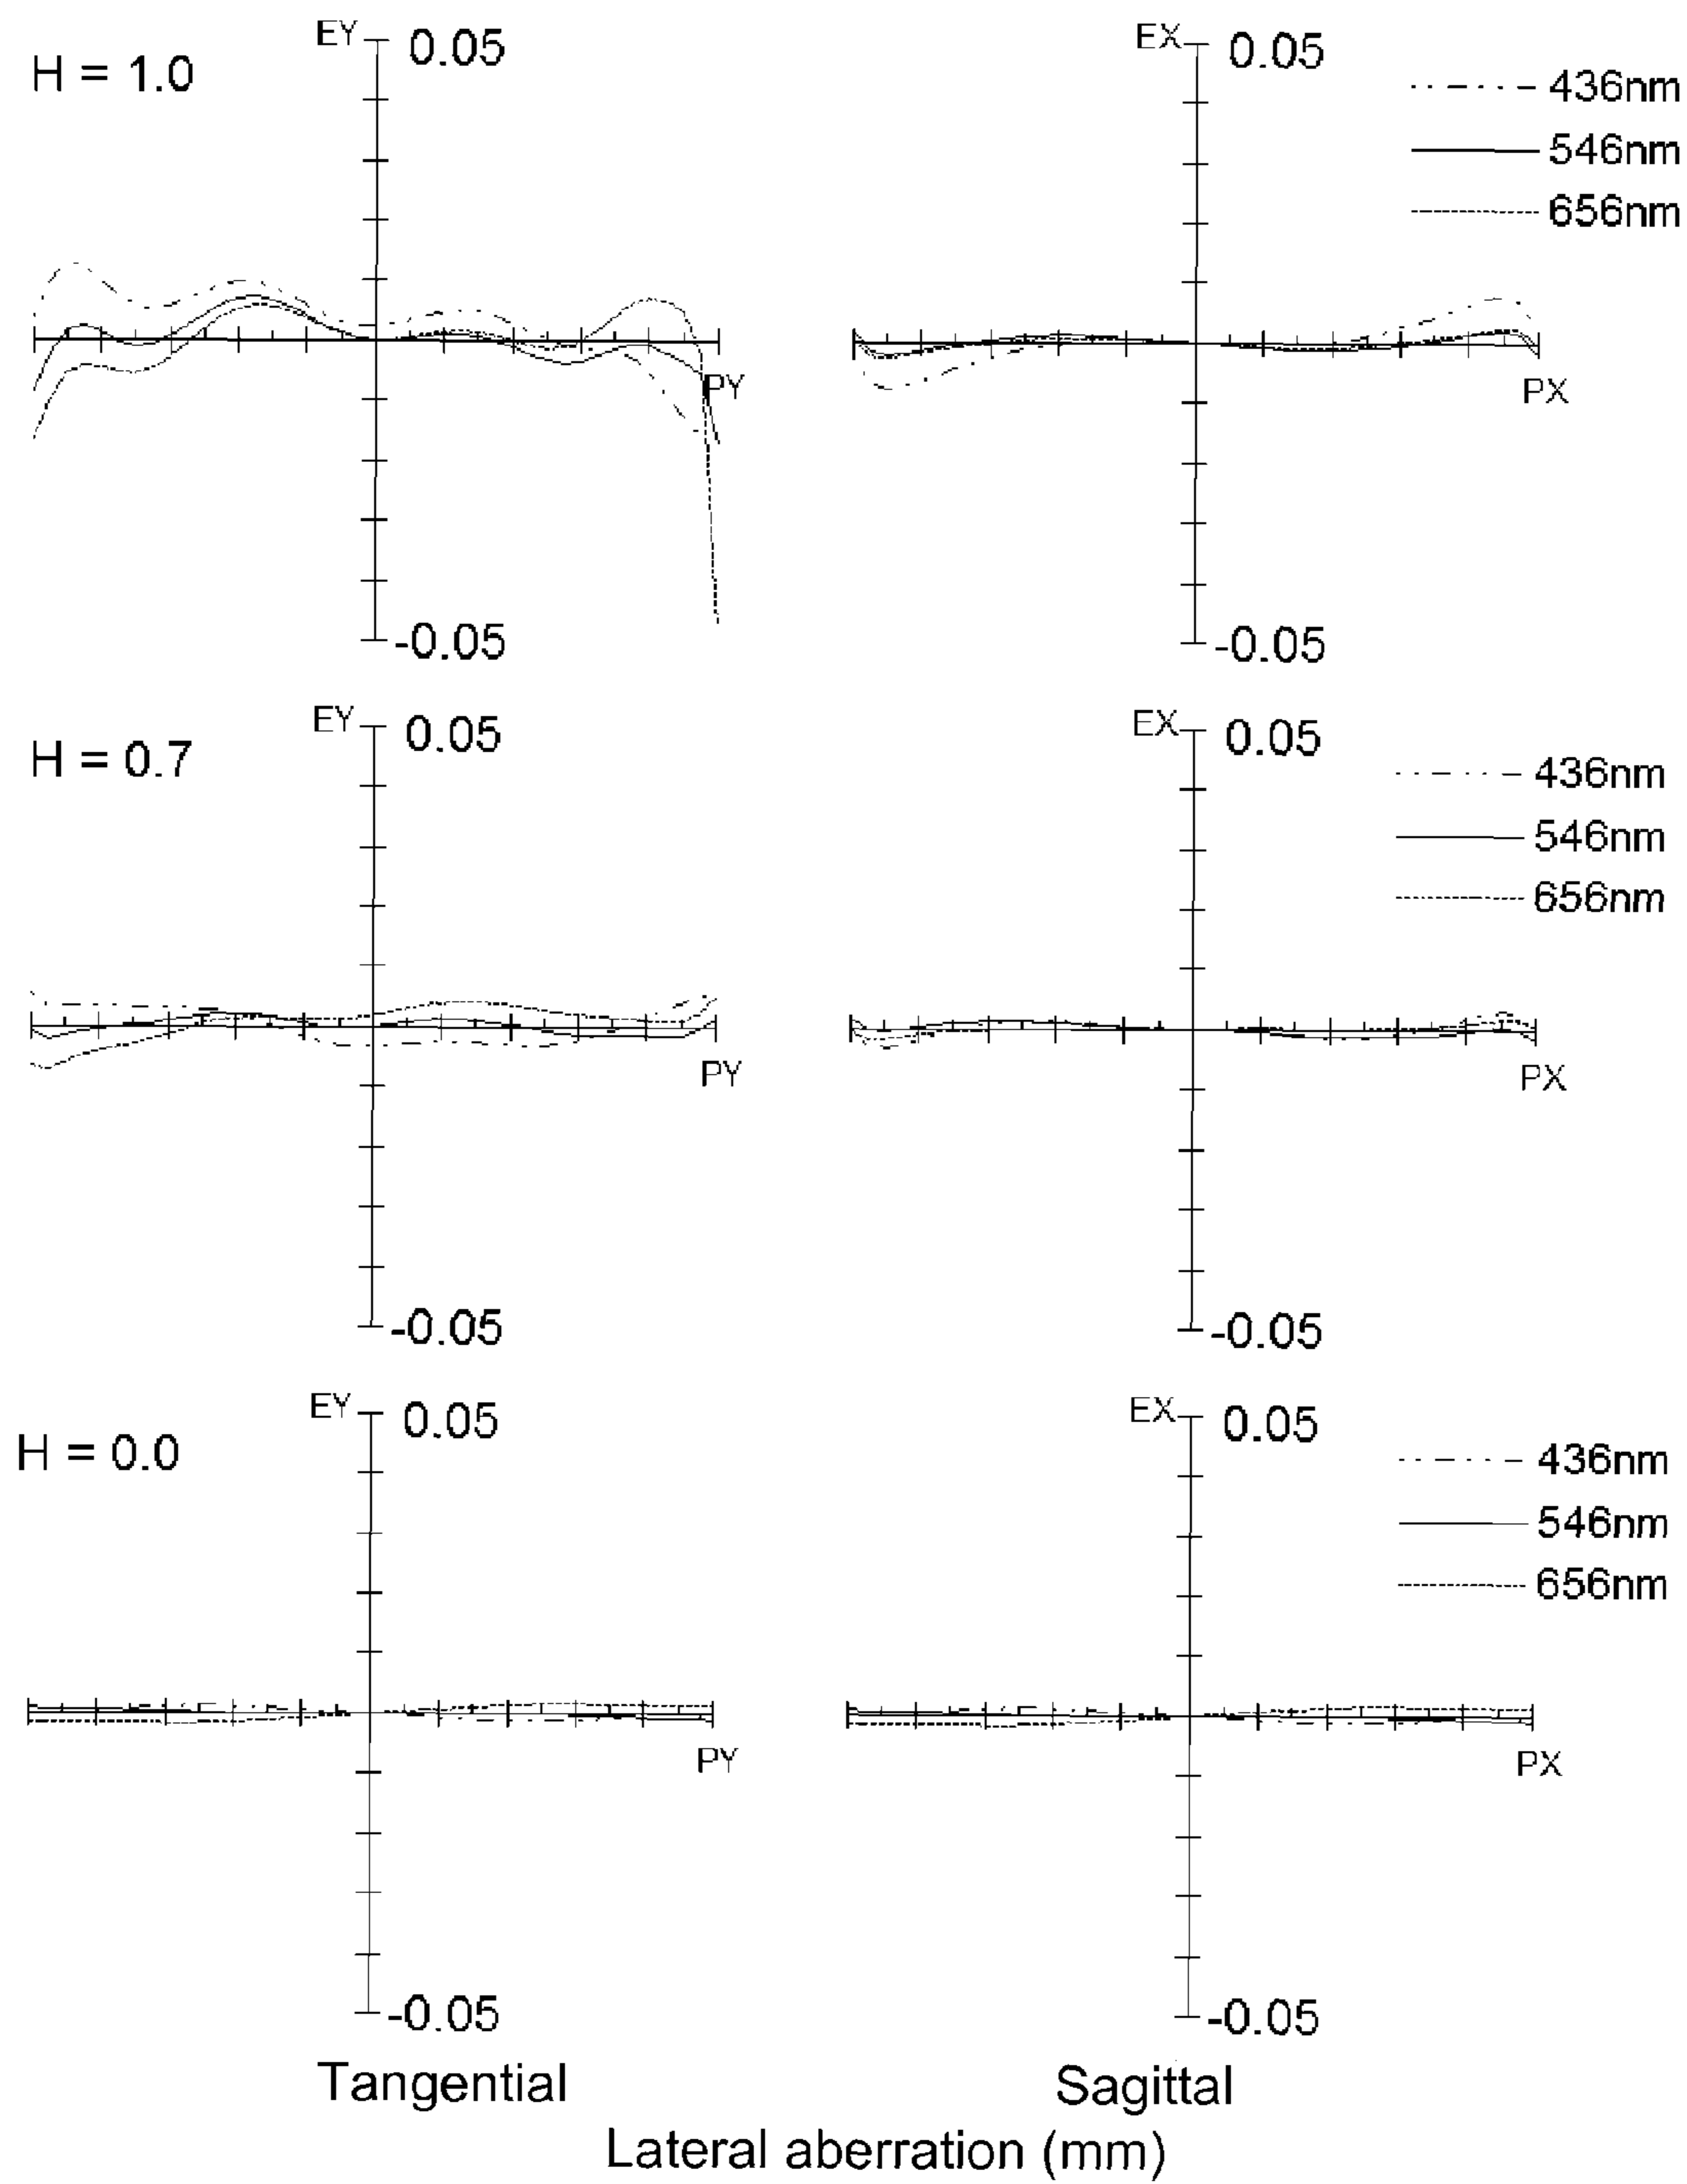 EY 0.05
EX 0.05
H = 1.0
436nm
546nm
656nm
PY
PX
-0.05
-0.05
EY 0.05
EX 0.05
H = 0.7
436nm
546nm
656nm
PY
PX
-0.05
-0.05
EY 0.05
EX 0.05
H = 0.0
436nm
546nm
656nm
PY
PX
-0.05
-0.05
Tangential
Sagittal
Lateral aberration (mm)